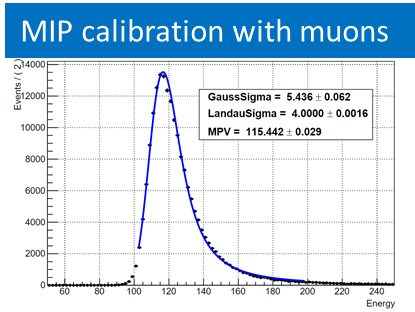 MIP calibration with muons
Events / ( 2 )
14000
12000
10000
8000
6000
4000
2000
0
GaussSigma = 5.436 ± 0.062
LandauSigma = 4.0000 ± 0.0016
MPV = 115.442 ± 0.029
60 80 100 120 140 160 180 200 220 240
Energy